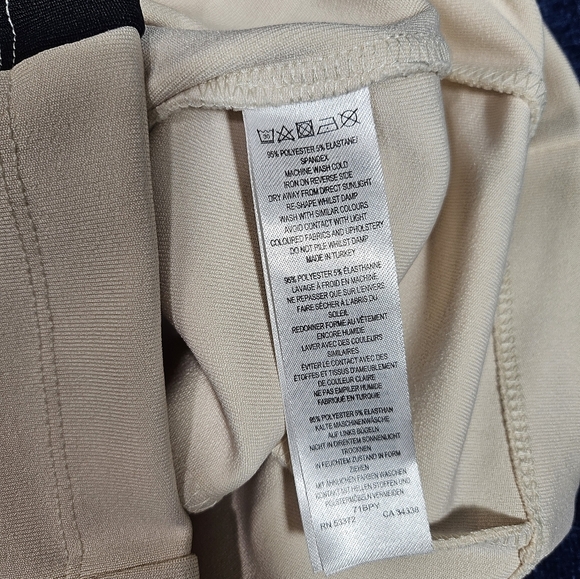 30
95% POLYESTER 5% ELASTANE/
SPANDEX
MACHINE WASH COLD
IRON ON REVERSE SIDE
DRY AWAY FROM DIRECT SUNLIGHT
RE-SHAPE WHILST DAMP
WASH WITH SIMILAR COLOURS
AVOID CONTACT WITH LIGHT
COLOURED FABRICS AND UPHOLSTERY
DO NOT PILE WHILST DAMP
MADE IN TURKEY
95% POLYESTER 5% ÉLASTHANNE
LAVAGE À FROID EN MACHINE
NE REPASSER QUE SUR L'ENVERS
FAIRE SÉCHER À L'ABRIS DU
SOLEIL
REDONNER FORME AU VÊTEMENT
ENCORE HUMIDE
LAVER AVEC DES COULEURS
SIMILAIRES
ÉVITER LE CONTACT AVEC DES
ÉTOFFES ET TISSUS D'AMEUBLEMENT
DE COULEUR CLAIRE
NE PAS EMPILER HUMIDE
FABRIQUÉ EN TURQUIE
95% POLYESTER 5% ELASTHAN
KALTE MASCHINENWÄSCHE
AUF LINKS BÜGELN
NICHT IN DIREKTEM SONNENLICHT
TROCKNEN
IN FEUCHTEM ZUSTAND IN FORM
ZIEHEN
MIT ÄHNLICHEN FARBEN WASCHEN
KONTAKT MIT HELLEN STOFFEN UND
POLSTERMÖBELN VERMEIDEN
718PY
RN 53372 CA 34338